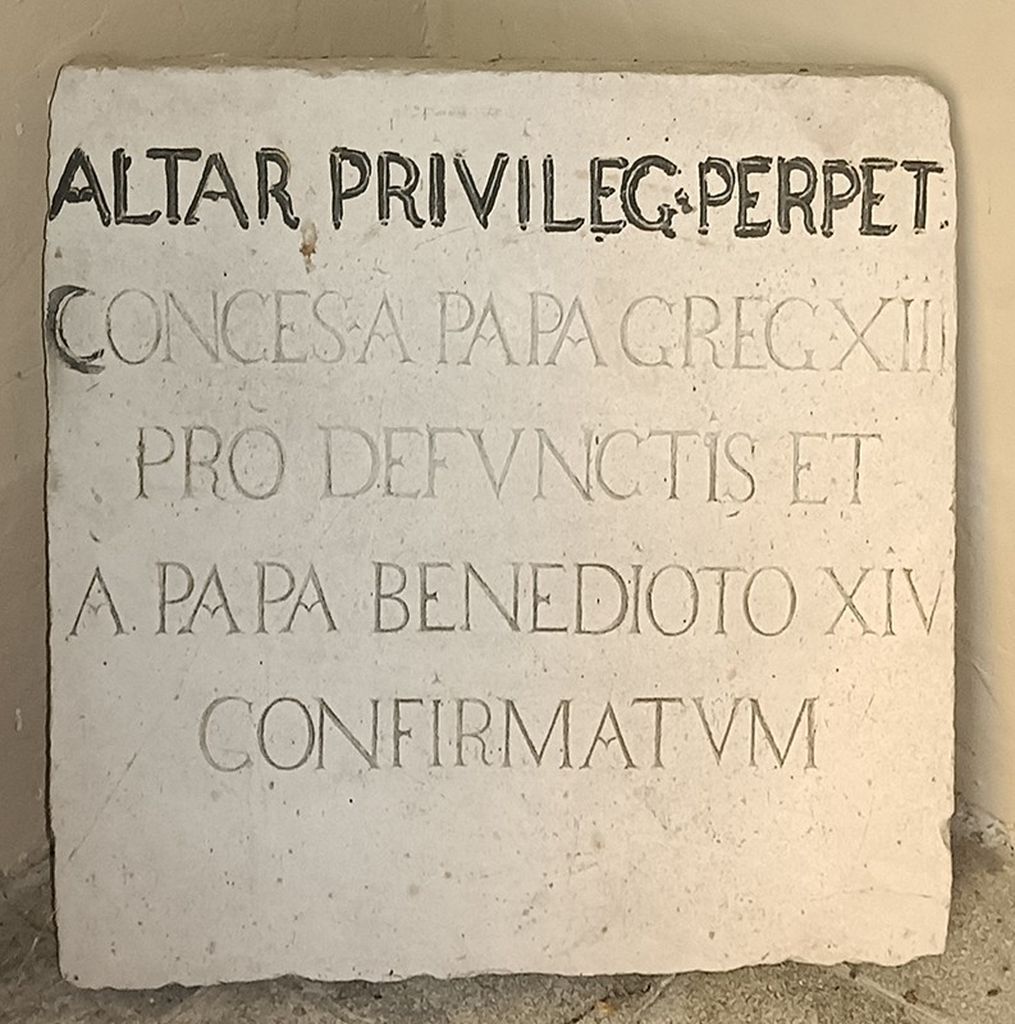 ALTAR PRIVILEG·PERPET.
CONCES·A PAPA GREG·XIII
PRO DEFVNCTIS ET
A PAPA BENEDIOTO XIV
CONFIRMATVM